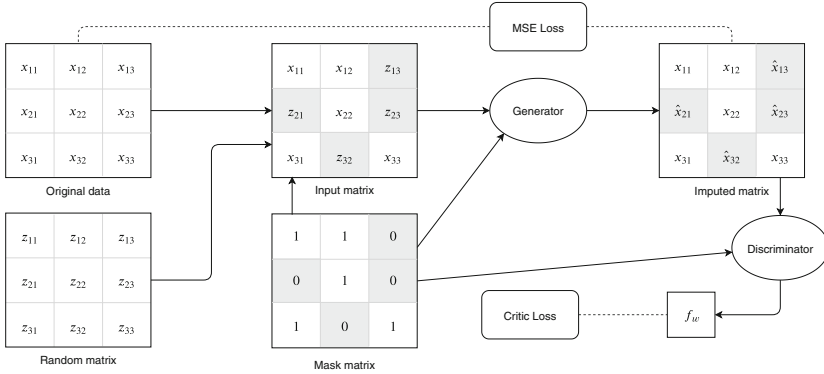 MSE Loss
x₁₁ x₁₂ x₁₃
x₂₁ x₂₂ x₂₃
x₃₁ x₃₂ x₃₃
Original data
x₁₁ x₁₂ z₁₃
z₂₁ x₂₂ z₂₃
x₃₁ z₃₂ x₃₃
Input matrix
Generator
x₁₁ x₁₂ x̂₁₃
x̂₂₁ x₂₂ x̂₂₃
x₃₁ x̂₃₂ x₃₃
Imputed matrix
z₁₁ z₁₂ z₁₃
z₂₁ z₂₂ z₂₃
z₃₁ z₃₂ z₃₃
Random matrix
1 1 0
0 1 0
1 0 1
Mask matrix
Discriminator
Critic Loss
f_w